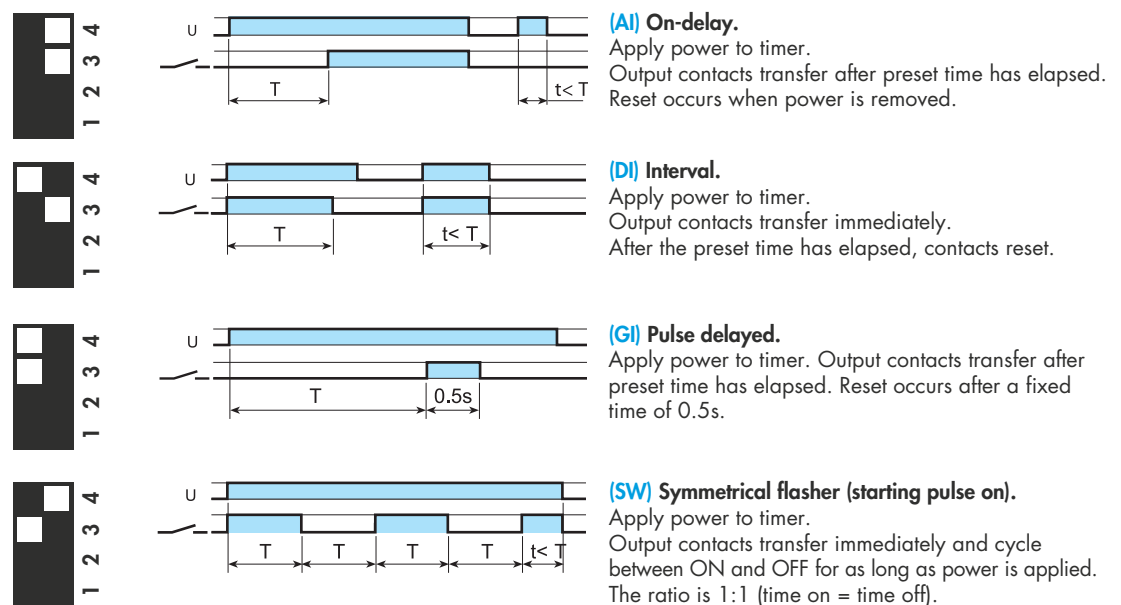 4
3
2
1
U
T
t< T
(AI) On-delay.
Apply power to timer.
Output contacts transfer after preset time has elapsed.
Reset occurs when power is removed.
4
3
2
1
U
T
t< T
(DI) Interval.
Apply power to timer.
Output contacts transfer immediately.
After the preset time has elapsed, contacts reset.
4
3
2
1
U
T
0.5s
(GI) Pulse delayed.
Apply power to timer. Output contacts transfer after
preset time has elapsed. Reset occurs after a fixed
time of 0.5s.
4
3
2
1
U
T T T T t< T
(SW) Symmetrical flasher (starting pulse on).
Apply power to timer.
Output contacts transfer immediately and cycle
between ON and OFF for as long as power is applied.
The ratio is 1:1 (time on = time off).